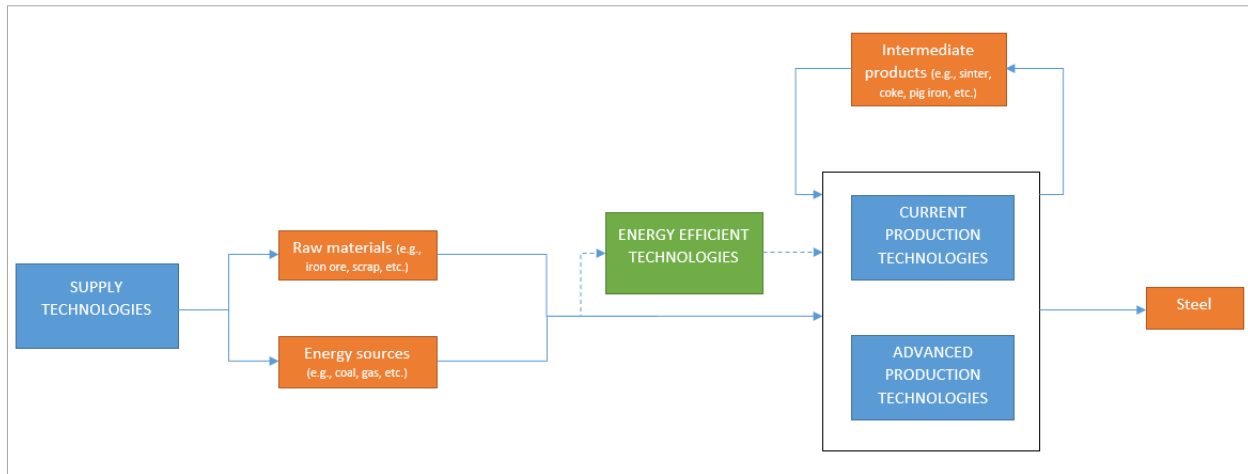 SUPPLY
TECHNOLOGIES
Raw materials (e.g.,
iron ore, scrap, etc.)
Energy sources
(e.g., coal, gas, etc.)
ENERGY EFFICIENT
TECHNOLOGIES
Intermediate
products (e.g., sinter,
coke, pig iron, etc.)
CURRENT
PRODUCTION
TECHNOLOGIES
ADVANCED
PRODUCTION
TECHNOLOGIES
Steel